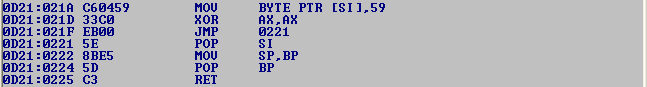 0D21:021A C60459 MOV BYTE PTR [SI],59
0D21:021D 33C0 XOR AX,AX
0D21:021F EB00 JMP 0221
0D21:0221 5E POP SI
0D21:0222 8BE5 MOV SP,BP
0D21:0224 5D POP BP
0D21:0225 C3 RET